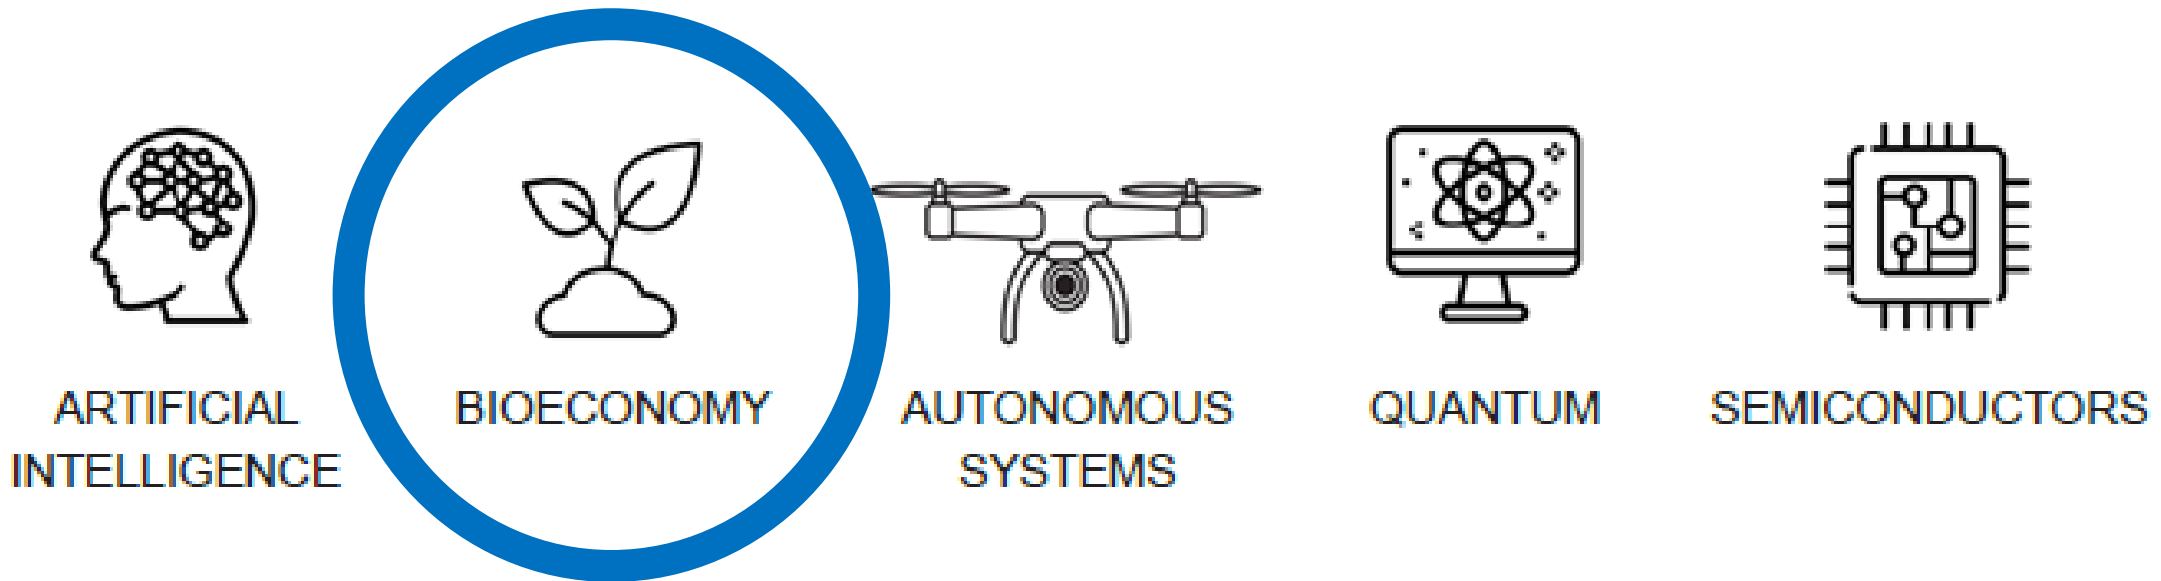 ARTIFICIAL
INTELLIGENCE
BIOECONOMY
AUTONOMOUS
SYSTEMS
QUANTUM
SEMICONDUCTORS